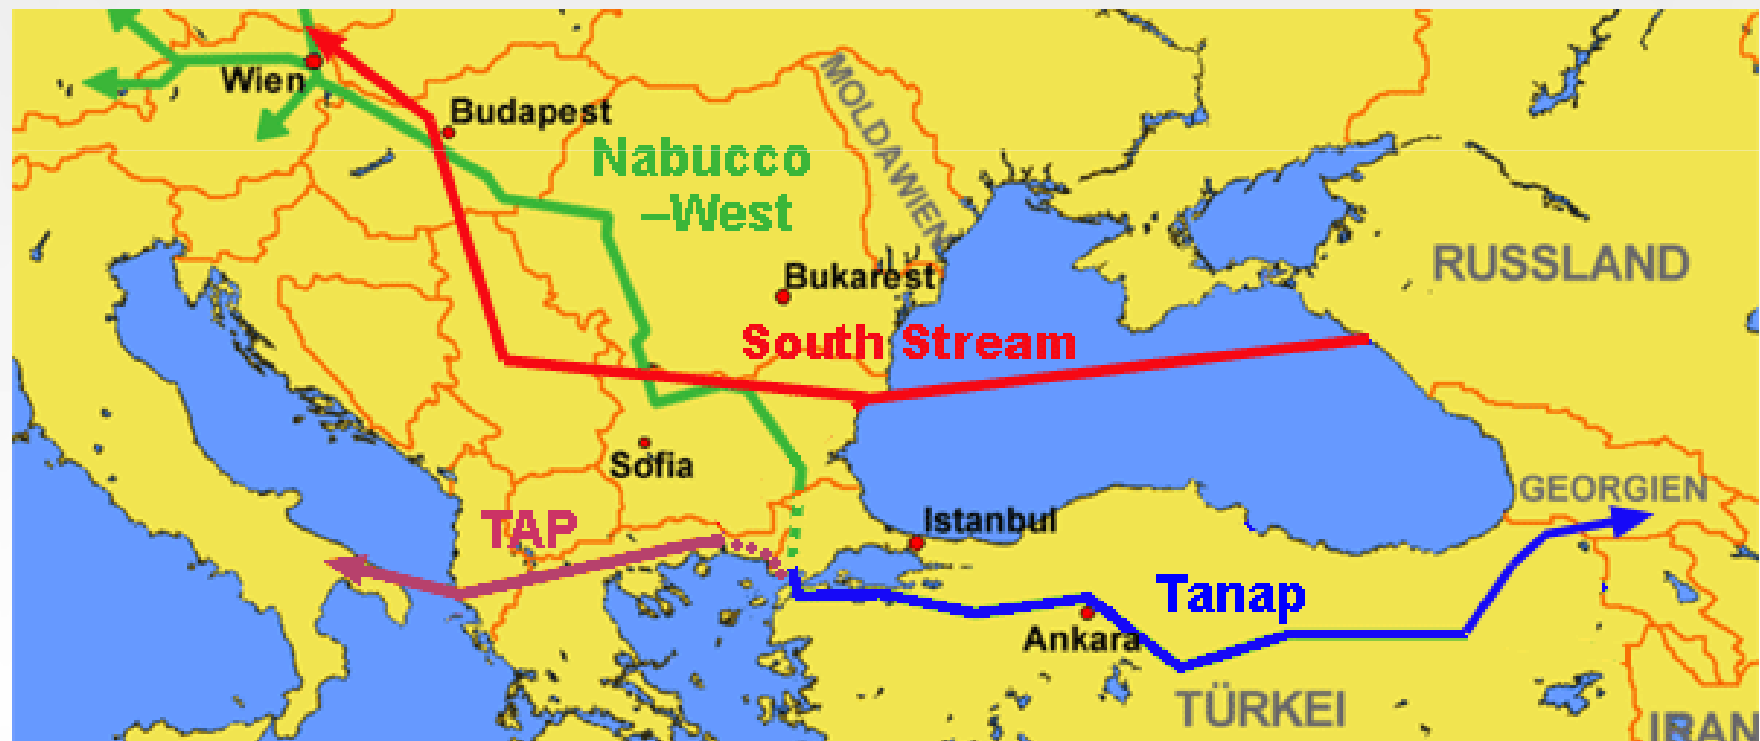 Wien
Budapest
MOLDAWIEN
Nabucco
–West
Bukarest
RUSSLAND
South Stream
Sofia
GEORGIEN
TAP
Istanbul
Tanap
Ankara
TÜRKEI
IRAN